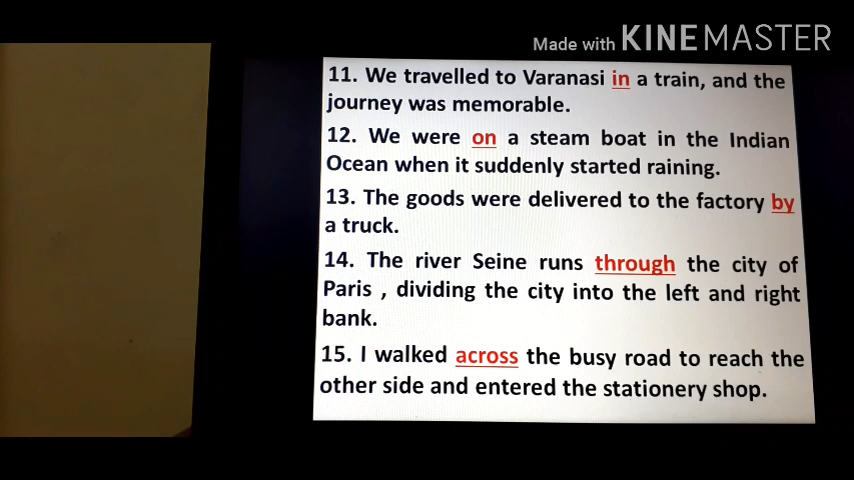 Made with KINEMASTER
11. We travelled to Varanasi in a train, and the
journey was memorable.
12. We were on a steam boat in the Indian
Ocean when it suddenly started raining.
13. The goods were delivered to the factory by
a truck.
14. The river Seine runs through the city of
Paris , dividing the city into the left and right
bank.
15. I walked across the busy road to reach the
other side and entered the stationery shop.